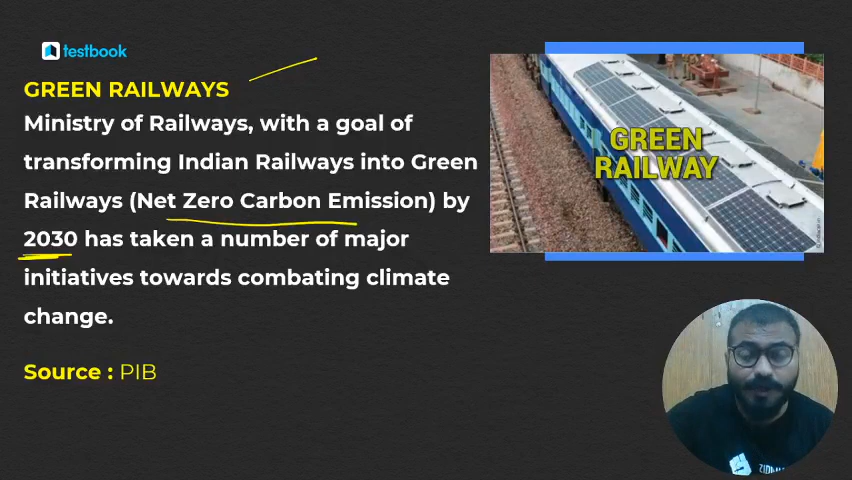 testbook
GREEN RAILWAYS
Ministry of Railways, with a goal of
transforming Indian Railways into Green
Railways (Net Zero Carbon Emission) by
2030 has taken a number of major
initiatives towards combating climate
change.
Source : PIB
GREEN
RAILWAY